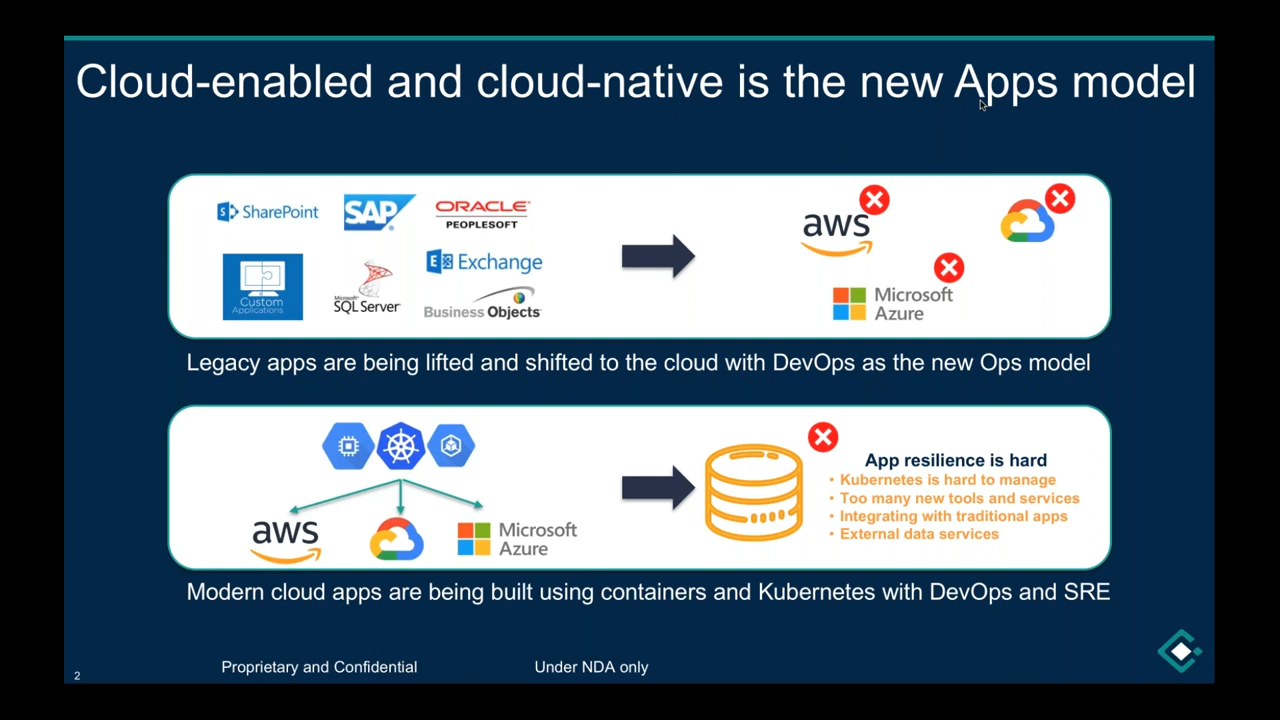 Cloud-enabled and cloud-native is the new Apps model
SharePoint
SAP
ORACLE
PEOPLESOFT
aws
Custom
Applications
Microsoft
SQL Server
Exchange
Business Objects
Microsoft
Azure
Legacy apps are being lifted and shifted to the cloud with DevOps as the new Ops model
aws
Microsoft
Azure
App resilience is hard
• Kubernetes is hard to manage
• Too many new tools and services
• Integrating with traditional apps
• External data services
Modern cloud apps are being built using containers and Kubernetes with DevOps and SRE
2
Proprietary and Confidential
Under NDA only